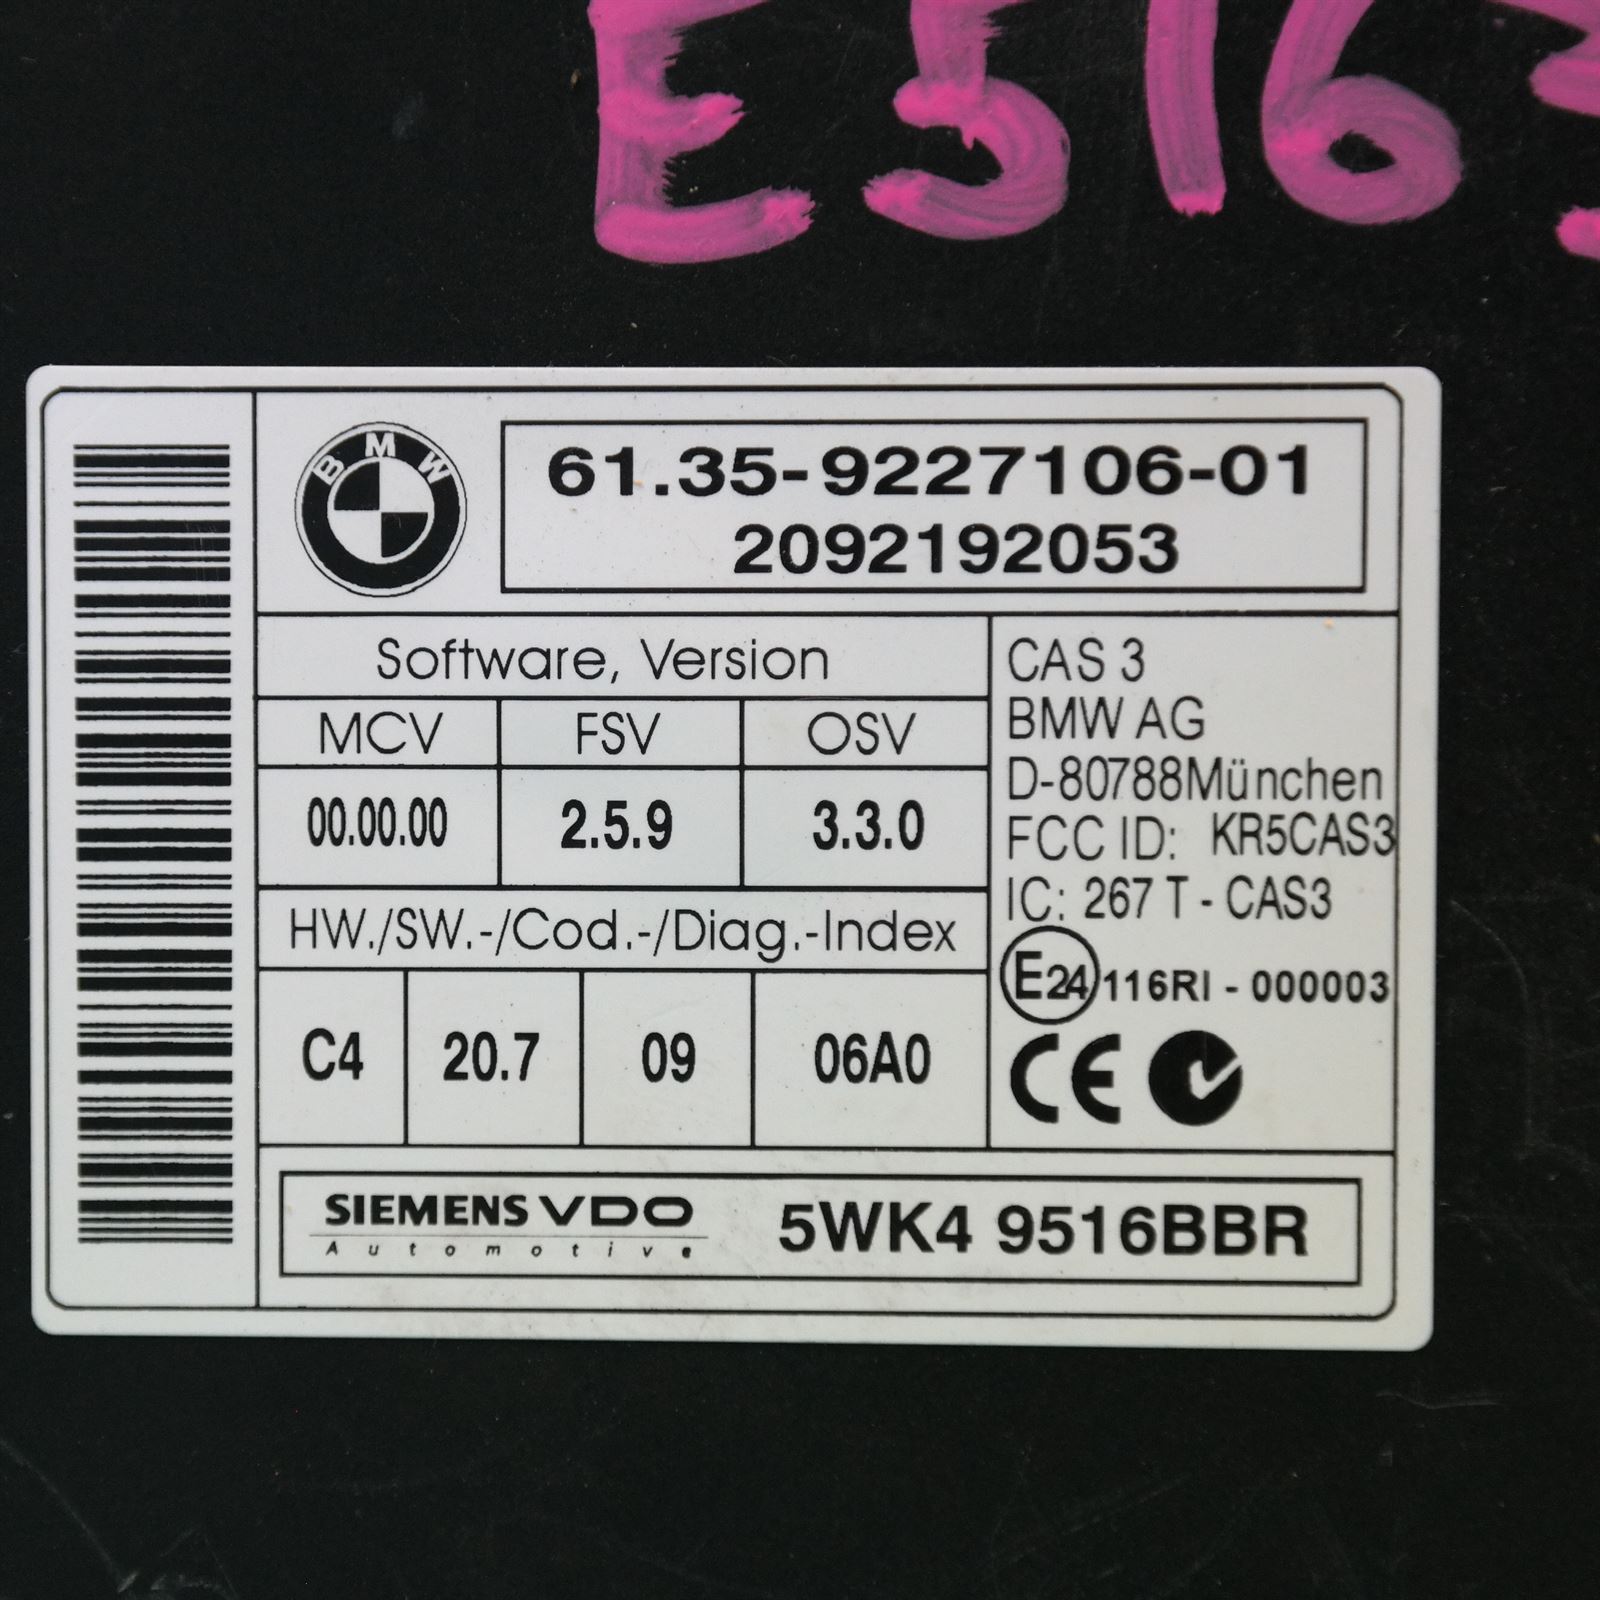 E5163
BMW
61.35-9227106-01
2092192053
Software, Version
MCV FSV OSV
00.00.00 2.5.9 3.3.0
HW./SW.-/Cod.-/Diag.-Index
C4 20.7 09 06A0
CAS 3
BMW AG
D-80788München
FCC ID: KR5CAS3
IC: 267 T - CAS3
E24 116RI - 000003
CE
SIEMENS VDO
Automotive
5WK4 9516BBR